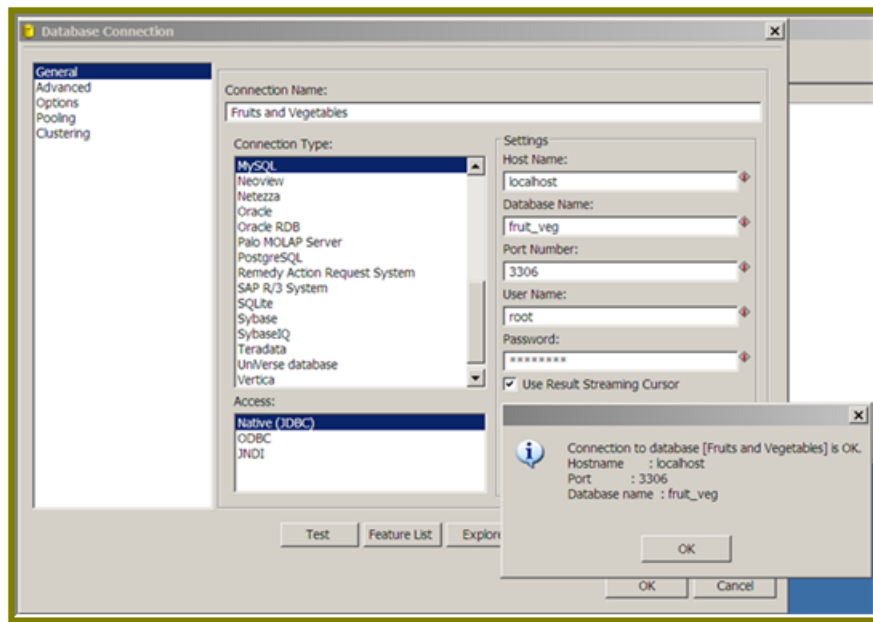 Database Connection
General
Advanced
Options
Pooling
Clustering
Connection Name:
Fruits and Vegetables
Connection Type:
MySQL
Neoview
Netezza
Oracle
Oracle RDB
Palo MOLAP Server
PostgreSQL
Remedy Action Request System
SAP R/3 System
SQLite
Sybase
SybaseIQ
Teradata
UniVerse database
Vertica
Access:
Native (JDBC)
ODBC
JNDI
Settings
Host Name:
localhost
Database Name:
fruit_veg
Port Number:
3306
User Name:
root
Password:
********
Use Result Streaming Cursor
Connection to database [Fruits and Vegetables] is OK.
Hostname : localhost
Port : 3306
Database name : fruit_veg
OK
Test Feature List Explore
OK Cancel